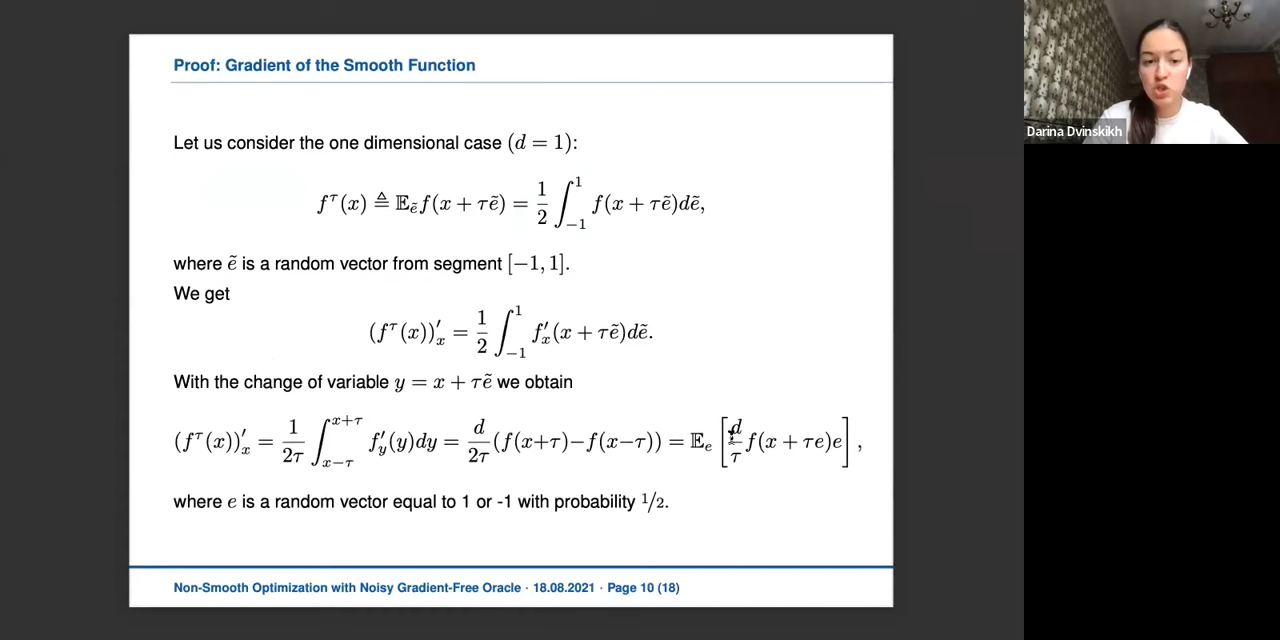 Proof: Gradient of the Smooth Function
Let us consider the one dimensional case (d = 1):
f^τ(x) ≜ 𝔼_ẽ f(x + τẽ) = 1/2 ∫_{−1}^{1} f(x + τẽ)dẽ,
where ẽ is a random vector from segment [−1, 1].
We get
(f^τ(x))′_x = 1/2 ∫_{−1}^{1} f′_x(x + τẽ)dẽ.
With the change of variable y = x + τẽ we obtain
(f^τ(x))′_x = 1/2τ ∫_{x−τ}^{x+τ} f′_y(y)dy = d/2τ (f(x+τ)−f(x−τ)) = 𝔼_e [d/τ f(x + τe)e],
where e is a random vector equal to 1 or -1 with probability 1/2.
Non-Smooth Optimization with Noisy Gradient-Free Oracle · 18.08.2021 · Page 10 (18)
Darina Dvinskikh